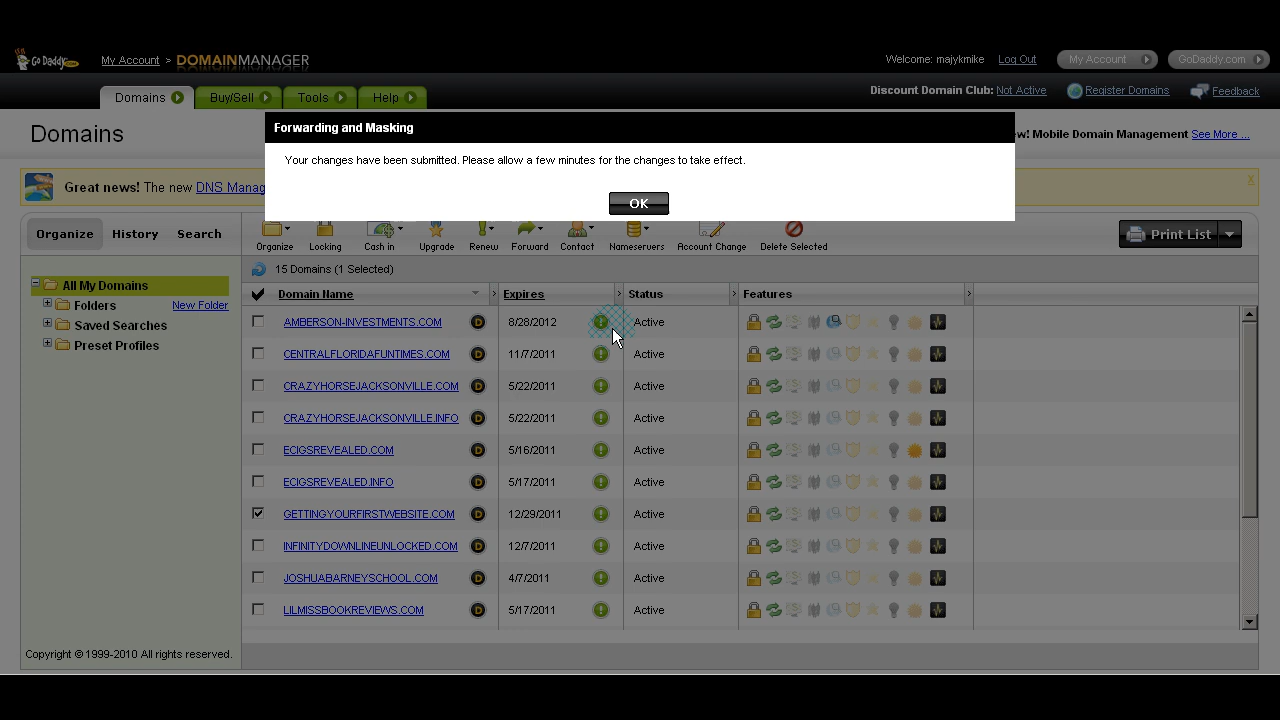 Go Daddy.com My Account > DOMAINMANAGER Welcome: majykmike Log Out My Account GoDaddy.com
Domains Buy/Sell Tools Help Discount Domain Club: Not Active Register Domains Feedback
Forwarding and Masking
Domains w! Mobile Domain Management See More ...
Your changes have been submitted. Please allow a few minutes for the changes to take effect.
Great news! The new DNS Manag x
OK
Organize History Search
Organize Locking Cash in Upgrade Renew Forward Contact Nameservers Account Change Delete Selected Print List
15 Domains (1 Selected)
All My Domains
Folders New Folder
Saved Searches
Preset Profiles
Domain Name Expires Status Features
AMBERSON-INVESTMENTS.COM D 8/28/2012 Active
CENTRALFLORIDAFUNTIMES.COM D 11/7/2011 Active
CRAZYHORSEJACKSONVILLE.COM D 5/22/2011 Active
CRAZYHORSEJACKSONVILLE.INFO D 5/22/2011 Active
ECIGSREVEALED.COM D 5/16/2011 Active
ECIGSREVEALED.INFO D 5/17/2011 Active
GETTINGYOURFIRSTWEBSITE.COM D 12/29/2011 Active
INFINITYDOWNLINEUNLOCKED.COM D 12/7/2011 Active
JOSHUABARNEYSCHOOL.COM D 4/7/2011 Active
LILMISSBOOKREVIEWS.COM D 5/17/2011 Active
Copyright © 1999-2010 All rights reserved.